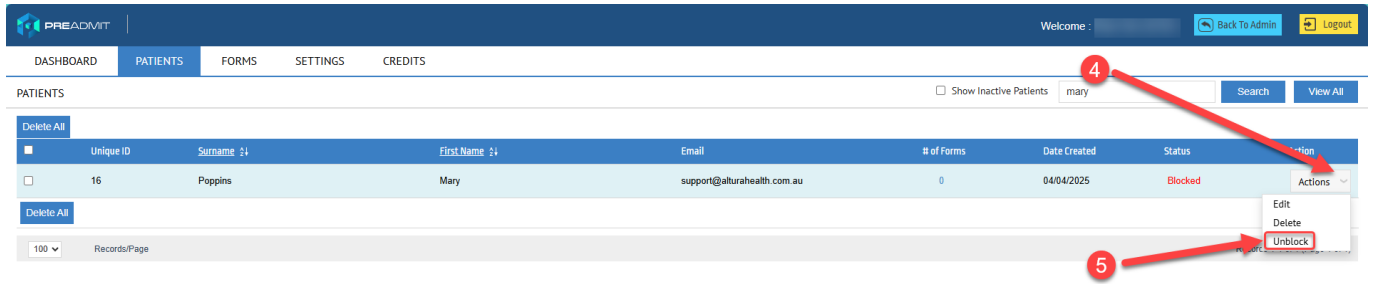 PREADMIT Welcome : Back To Admin Logout
DASHBOARD PATIENTS FORMS SETTINGS CREDITS
4
PATIENTS Show Inactive Patients mary Search View All
Delete All
Unique ID Surname First Name Email # of Forms Date Created Status
16 Poppins Mary support@alturahealth.com.au 0 04/04/2025 Blocked Actions
Edit
Delete All
Delete
Unblock
100 Records/Page
5